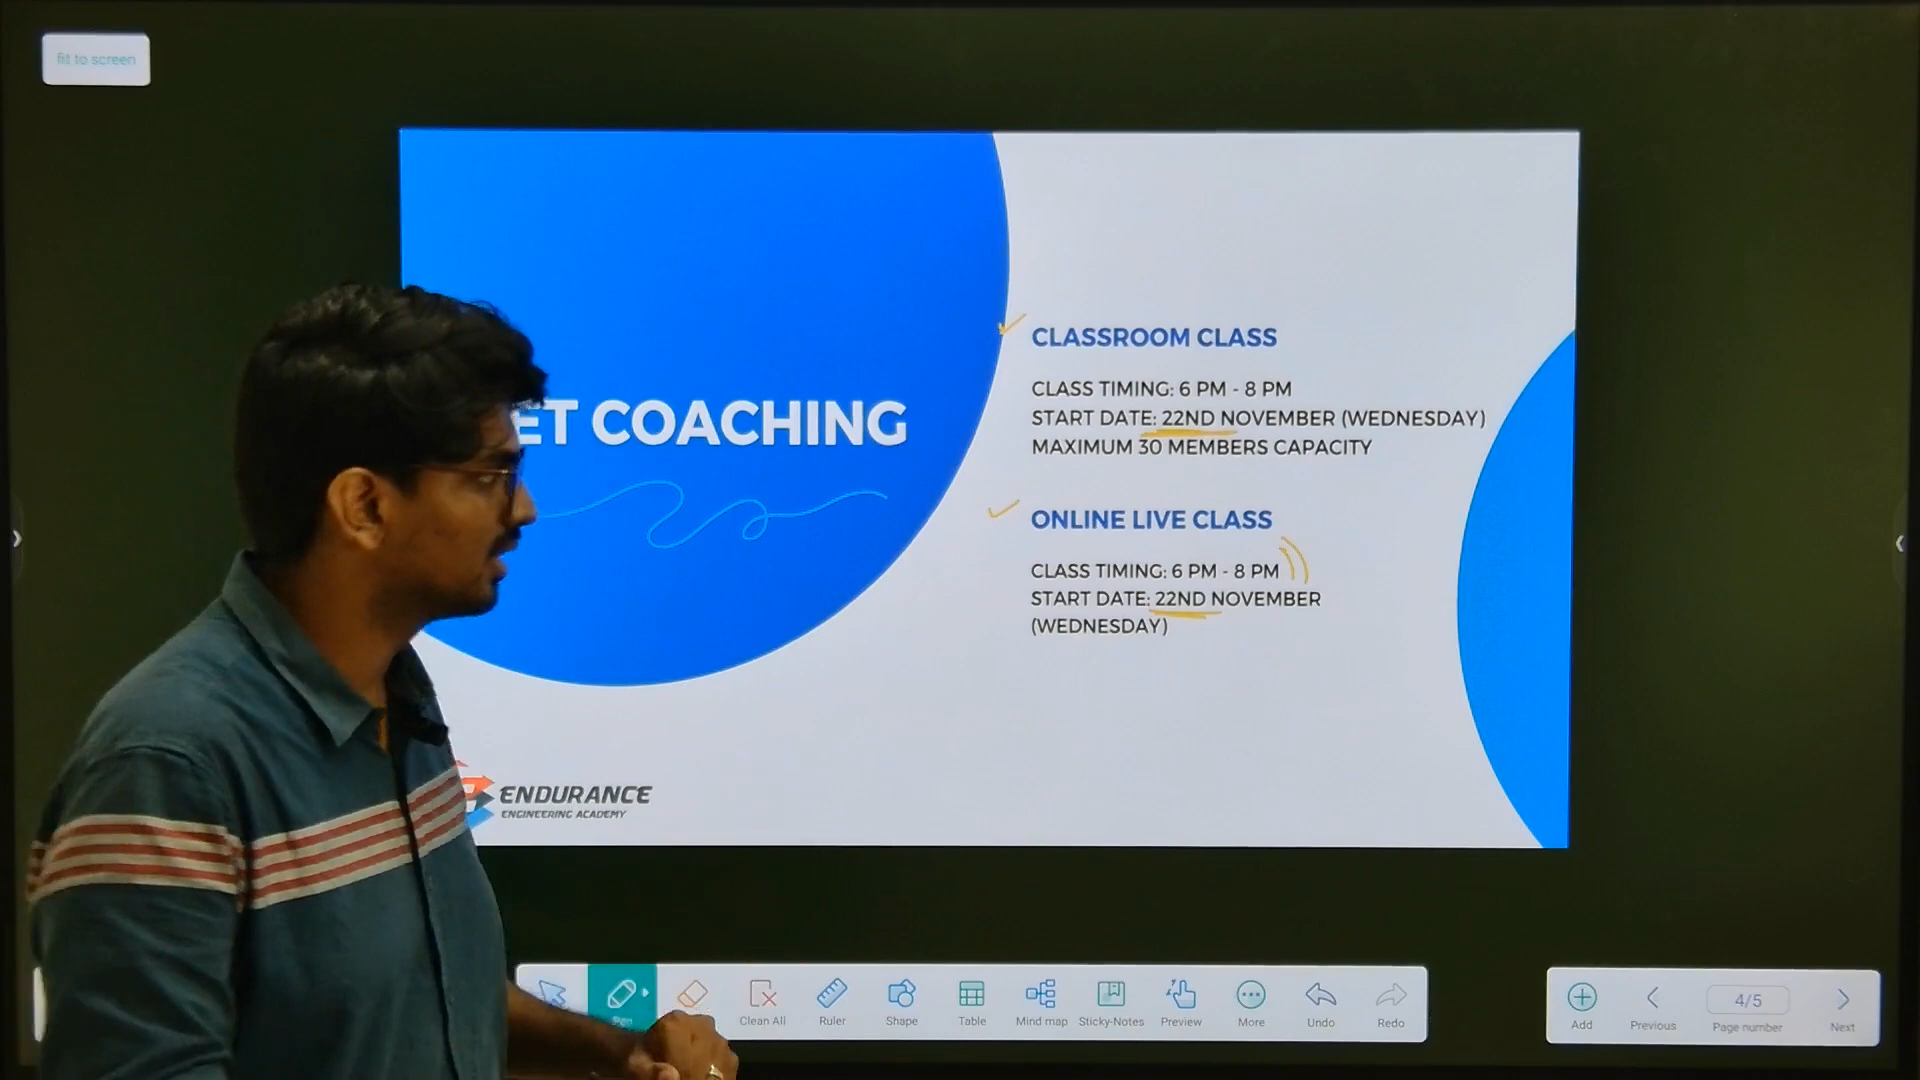 fill to screen
ET COACHING
CLASSROOM CLASS
CLASS TIMING: 6 PM - 8 PM
START DATE: 22ND NOVEMBER (WEDNESDAY)
MAXIMUM 30 MEMBERS CAPACITY
ONLINE LIVE CLASS
CLASS TIMING: 6 PM - 8 PM
START DATE: 22ND NOVEMBER
(WEDNESDAY)
ENDURANCE
ENGINEERING ACADEMY
Pen
Clean All
Ruler
Shape
Table
Mind map
Sticky-Notes
Preview
More
Undo
Redo
Add
Previous
4/5
Page number
Next